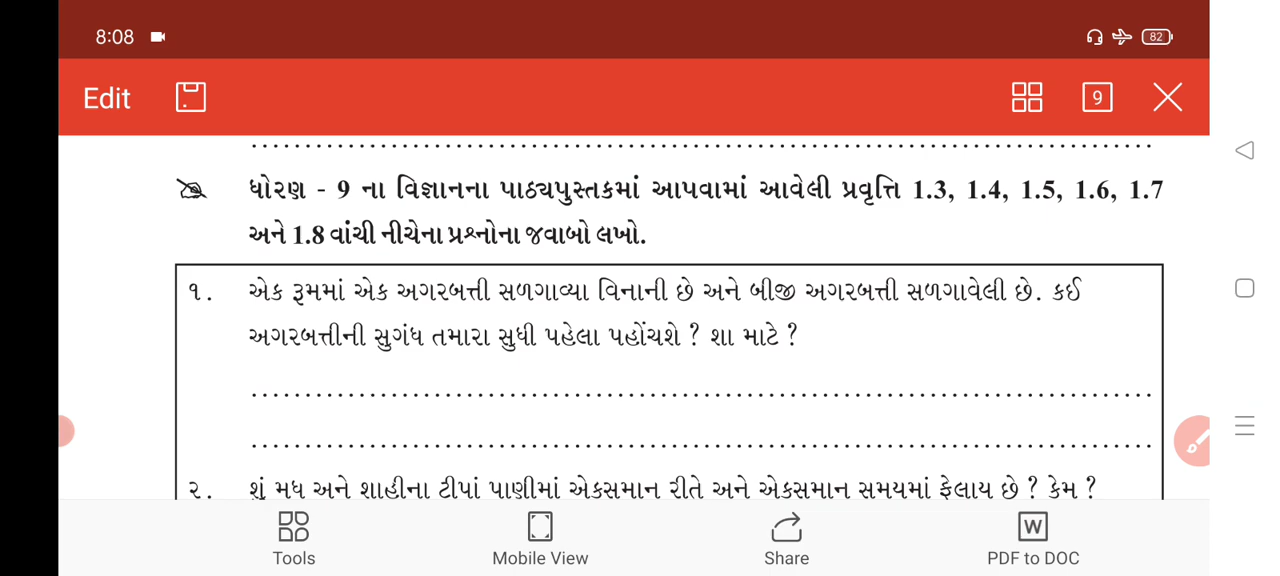 8:08
82
Edit
9
ધોરણ - 9 ના વિજ્ઞાનના પાઠ્યપુસ્તકમાં આપવામાં આવેલી પ્રવૃત્તિ 1.3, 1.4, 1.5, 1.6, 1.7
અને 1.8 વાંચી નીચેના પ્રશ્નોના જવાબો લખો.
૧. એક રૂમમાં એક અગરબત્તી સળગાવ્યા વિનાની છે અને બીજી અગરબત્તી સળગાવેલી છે. કઈ
અગરબત્તીની સુગંધ તમારા સુધી પહેલા પહોંચશે ? શા માટે ?
૨. શું મધ અને શાહીના ટીપાં પાણીમાં એકસમાન રીતે અને એકસમાન સમયમાં ફેલાય છે ? કેમ ?
Tools
Mobile View
Share
W
PDF to DOC